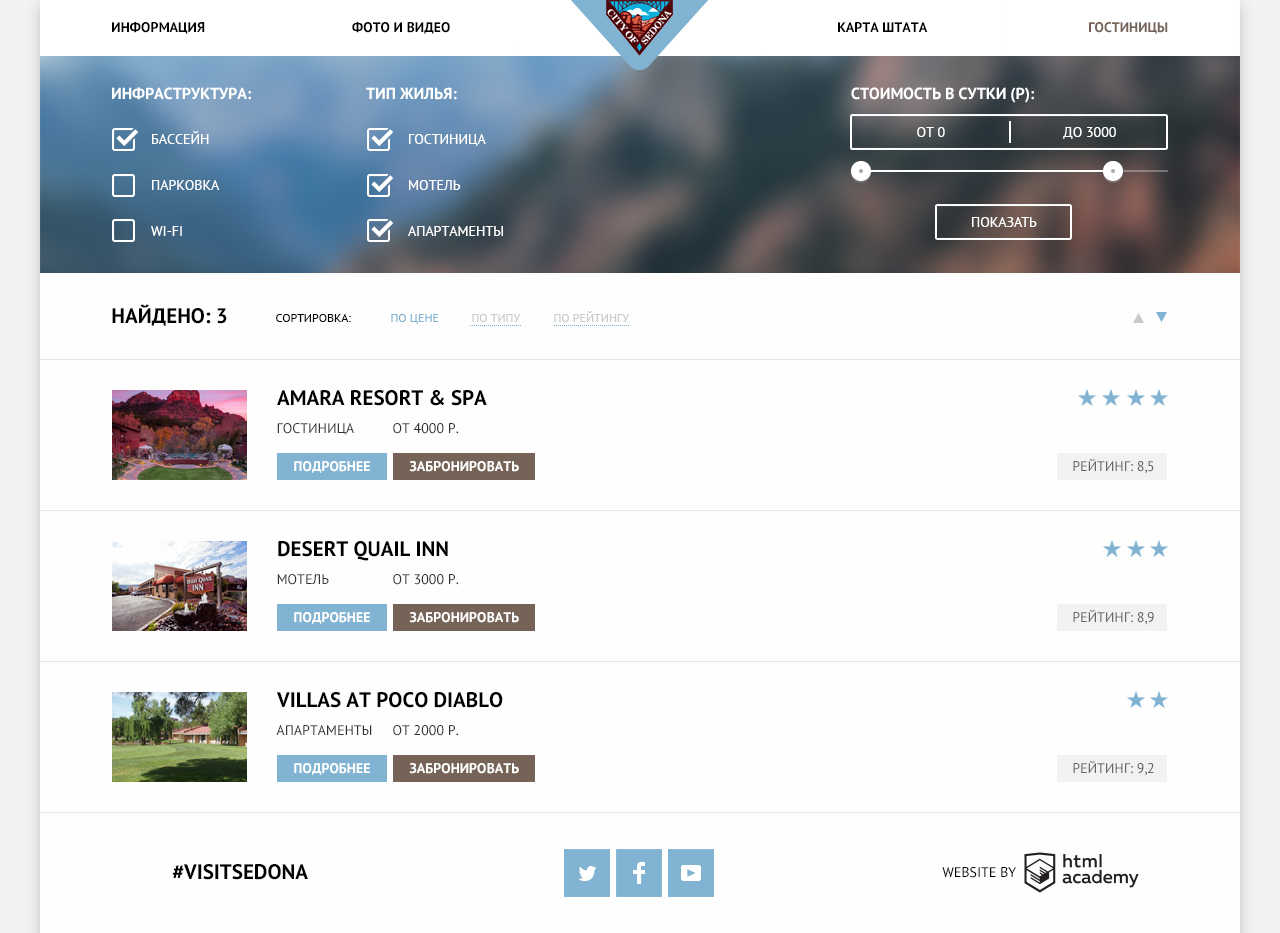 ИНФОРМАЦИЯ
ФОТО И ВИДЕО
CITY OF SEDONA
КАРТА ШТАТА
ГОСТИНИЦЫ
ИНФРАСТРУКТУРА:
БАССЕЙН
ПАРКОВКА
WI-FI
ТИП ЖИЛЬЯ:
ГОСТИНИЦА
МОТЕЛЬ
АПАРТАМЕНТЫ
СТОИМОСТЬ В СУТКИ (Р):
ОТ 0
ДО 3000
ПОКАЗАТЬ
НАЙДЕНО: 3
СОРТИРОВКА:
ПО ЦЕНЕ
ПО ТИПУ
ПО РЕЙТИНГУ
AMARA RESORT & SPA
ГОСТИНИЦА
ОТ 4000 Р.
ПОДРОБНЕЕ
ЗАБРОНИРОВАТЬ
РЕЙТИНГ: 8,5
DESERT QUAIL
INN
DESERT QUAIL INN
МОТЕЛЬ
ОТ 3000 Р.
ПОДРОБНЕЕ
ЗАБРОНИРОВАТЬ
РЕЙТИНГ: 8,9
VILLAS AT POCO DIABLO
АПАРТАМЕНТЫ
ОТ 2000 Р.
ПОДРОБНЕЕ
ЗАБРОНИРОВАТЬ
РЕЙТИНГ: 9,2
#VISITSEDONA
WEBSITE BY
html
academy